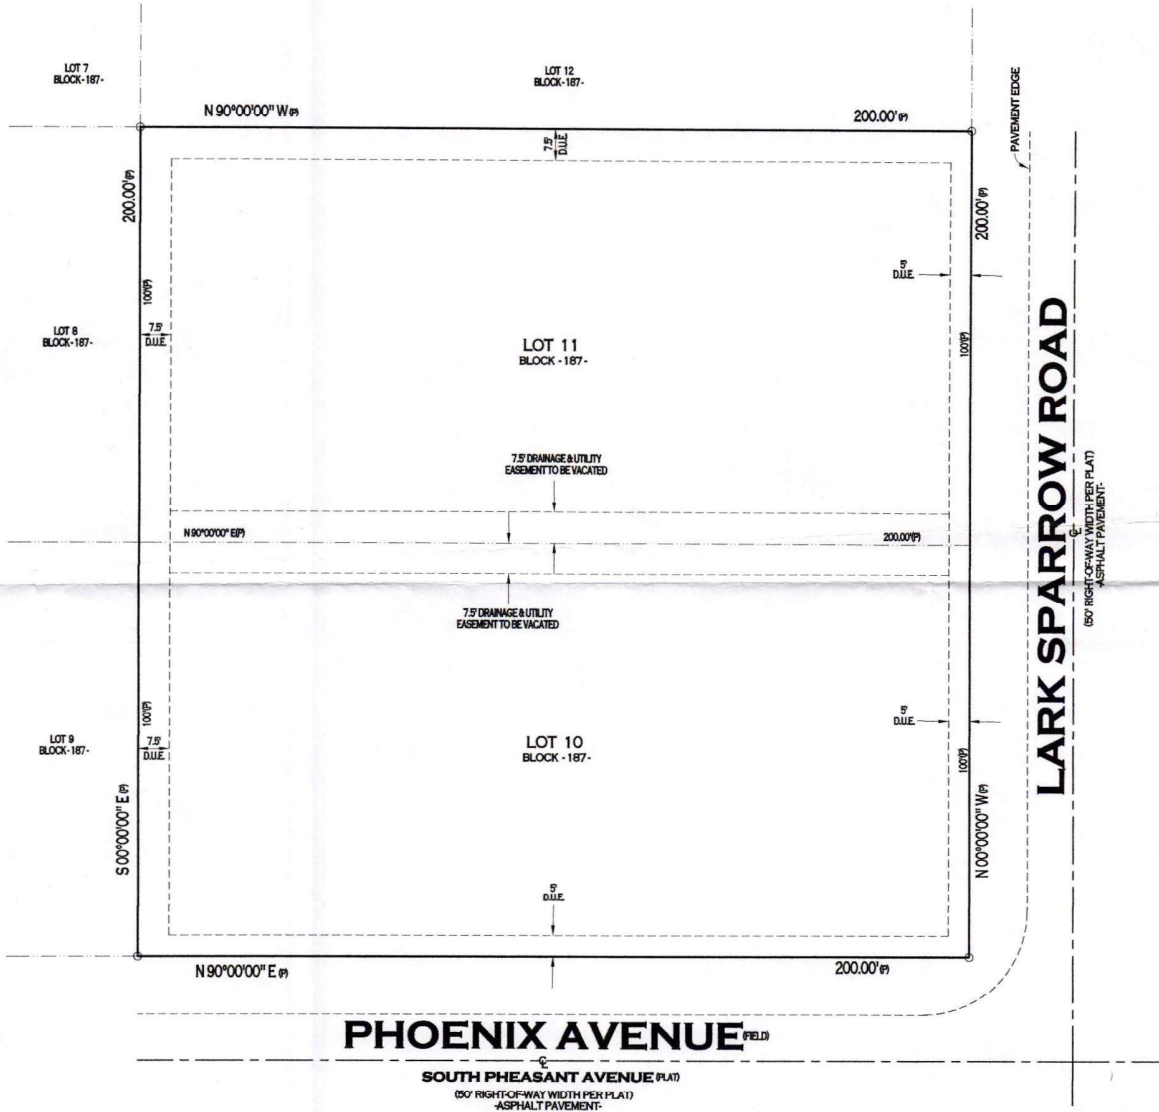 LOT 7
BLOCK-187-
LOT 12
BLOCK-187-
PAVEMENT EDGE
N 90°00'00" W (P)
200.00' (P)
7.5'
D.U.E.
200.00' (P)
200.00' (P)
5'
D.U.E.
100'(P)
LOT 8
BLOCK-187-
7.5'
D.U.E.
LOT 11
BLOCK -187-
100'(P)
LARK SPARROW ROAD
(50' RIGHT-OF-WAY WIDTH PER PLAT)
-ASPHALT PAVEMENT-
7.5' DRAINAGE & UTILITY
EASEMENT TO BE VACATED
N 90°00'00" E(P)
200.00'(P)
7.5' DRAINAGE & UTILITY
EASEMENT TO BE VACATED
100'(P)
5'
D.U.E.
LOT 9
BLOCK-187-
7.5'
D.U.E.
LOT 10
BLOCK -187-
100'(P)
S 00°00'00" E (P)
N 00°00'00" W(P)
5'
D.U.E.
N 90°00'00" E (P)
200.00' (P)
PHOENIX AVENUE (FIELD)
SOUTH PHEASANT AVENUE (PLAT)
(50' RIGHT-OF-WAY WIDTH PER PLAT)
-ASPHALT PAVEMENT-